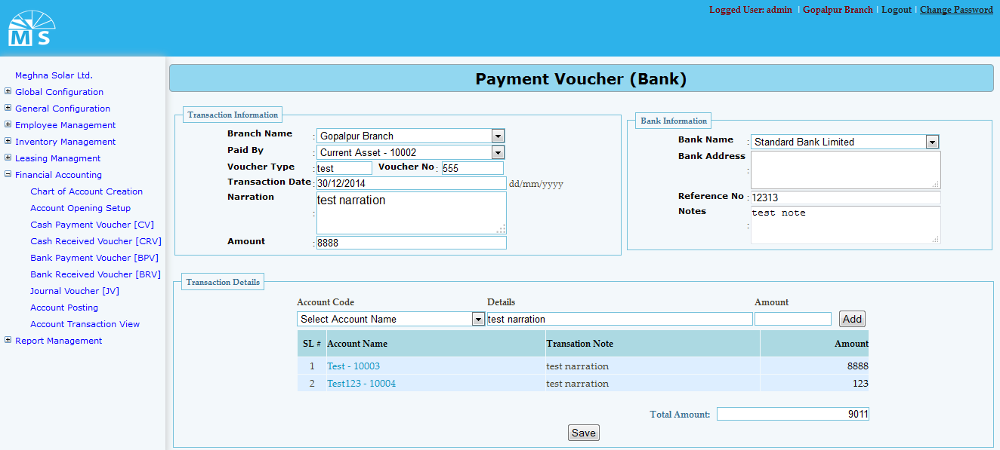 Logged User: admin | Gopalpur Branch | Logout | Change Password
MS
Meghna Solar Ltd.
Global Configuration
General Configuration
Employee Management
Inventory Management
Leasing Managment
Financial Accounting
Chart of Account Creation
Account Opening Setup
Cash Payment Voucher [CV]
Cash Received Voucher [CRV]
Bank Payment Voucher [BPV]
Bank Received Voucher [BRV]
Journal Voucher [JV]
Account Posting
Account Transaction View
Report Management
Payment Voucher (Bank)
Transaction Information
Branch Name : Gopalpur Branch
Paid By : Current Asset - 10002
Voucher Type : test Voucher No : 555
Transaction Date : 30/12/2014 dd/mm/yyyy
Narration : test narration
Amount : 8888
Bank Information
Bank Name : Standard Bank Limited
Bank Address :
Reference No : 12313
Notes : test note
Transaction Details
Account Code Details Amount
Select Account Name test narration Add
SL # Account Name Transation Note Amount
1 Test - 10003 test narration 8888
2 Test123 - 10004 test narration 123
Total Amount: 9011
Save